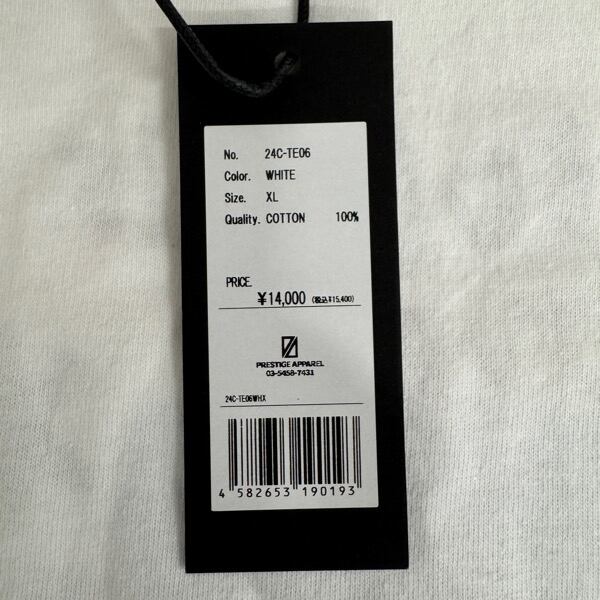 No. 24C-TE06
Color. WHITE
Size. XL
Quality. COTTON 100%
PRICE.
¥14,000 (税込¥15,400)
PRESTIGE APPAREL
03-5458-7431
24C-TE06WHX
4 582653 190193